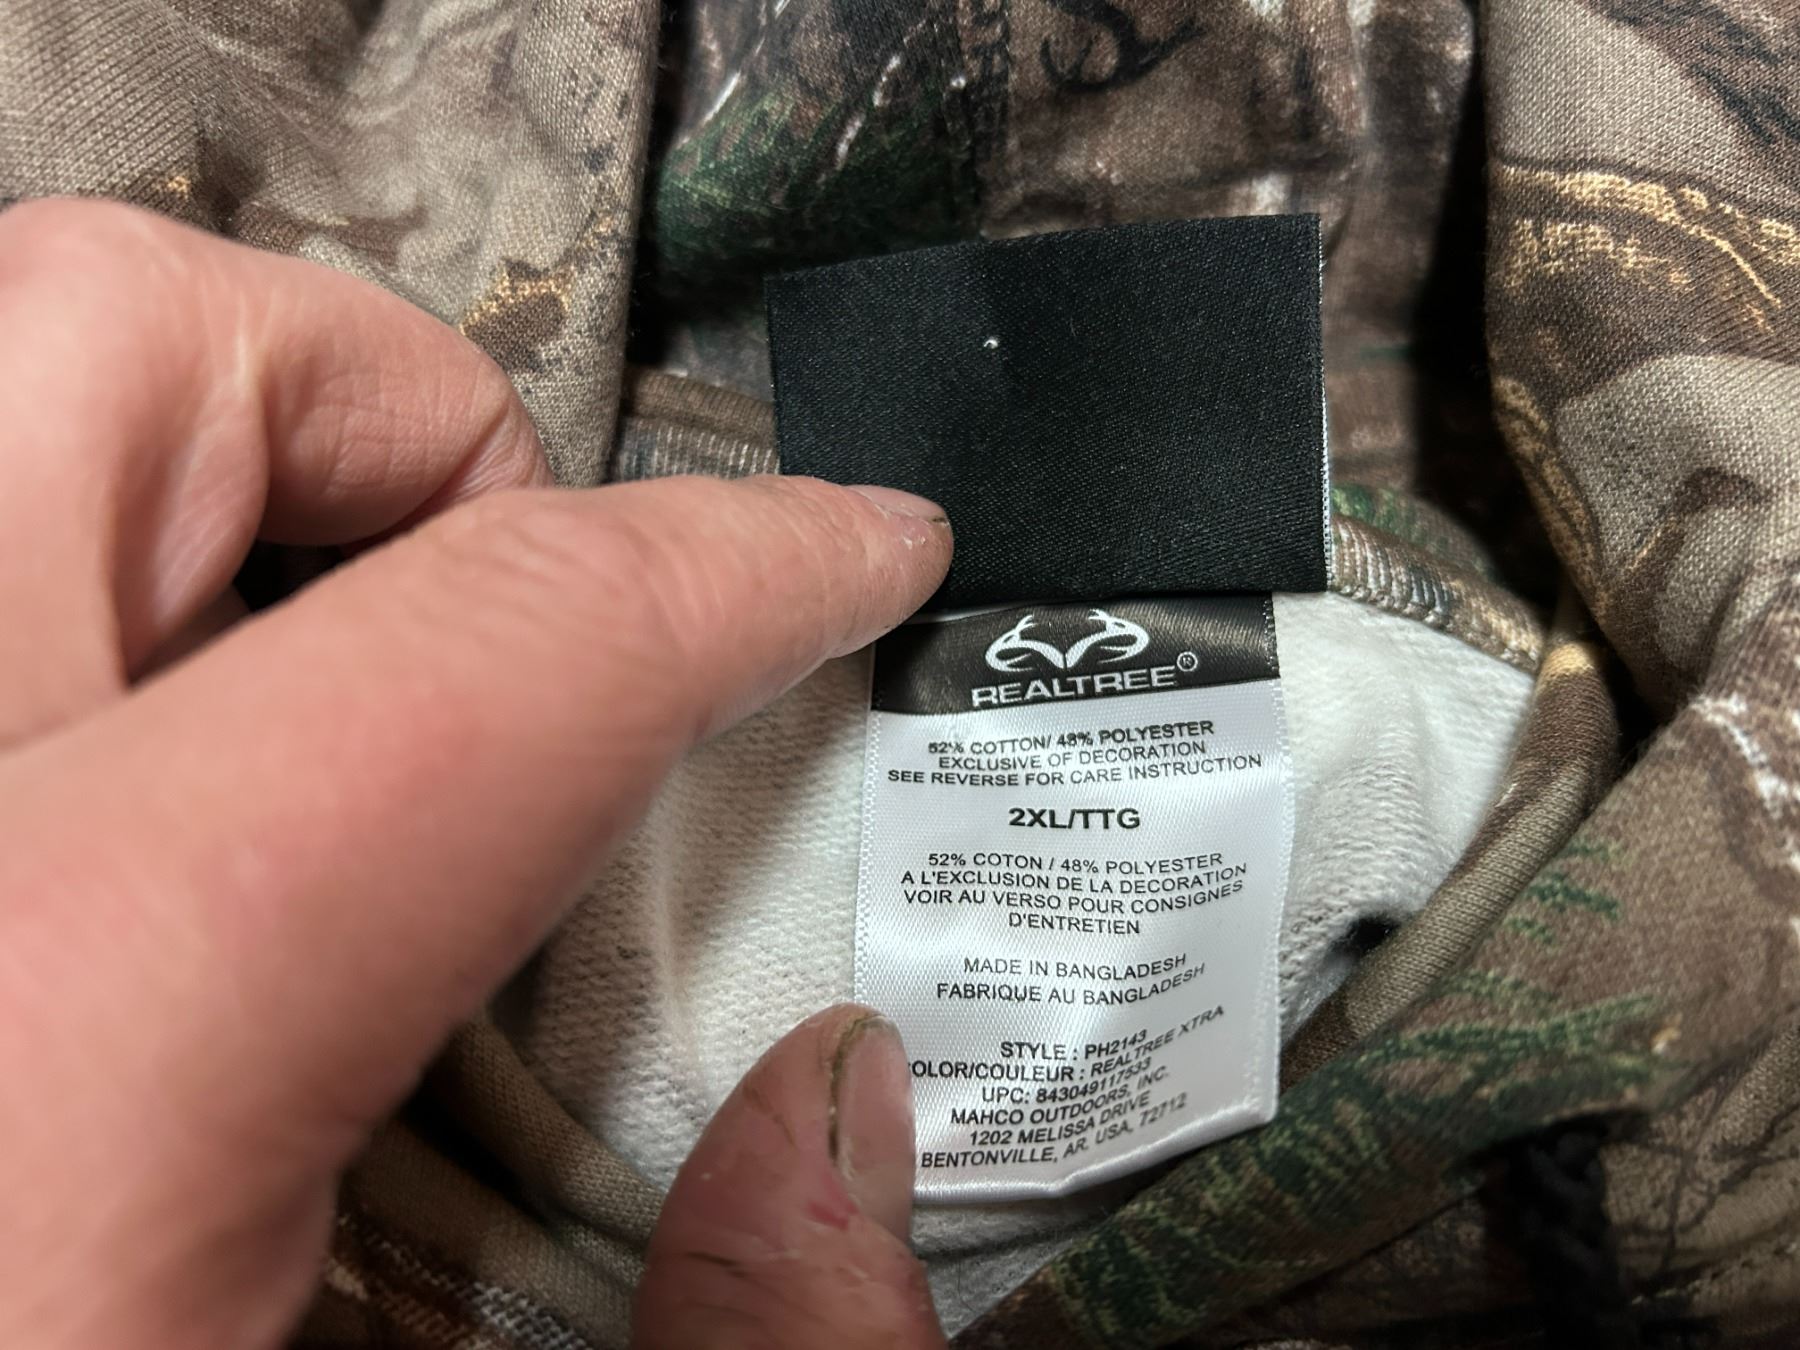 REALTREE®
52% COTTON/ 48% POLYESTER
EXCLUSIVE OF DECORATION
SEE REVERSE FOR CARE INSTRUCTION
2XL/TTG
52% COTON / 48% POLYESTER
A L'EXCLUSION DE LA DECORATION
VOIR AU VERSO POUR CONSIGNES
D'ENTRETIEN
MADE IN BANGLADESH
FABRIQUE AU BANGLADESH
STYLE : PH2143
OLOR/COULEUR : REALTREE XTRA
UPC: 843049117533
MAHCO OUTDOORS, INC.
1202 MELISSA DRIVE
BENTONVILLE, AR. USA, 72712